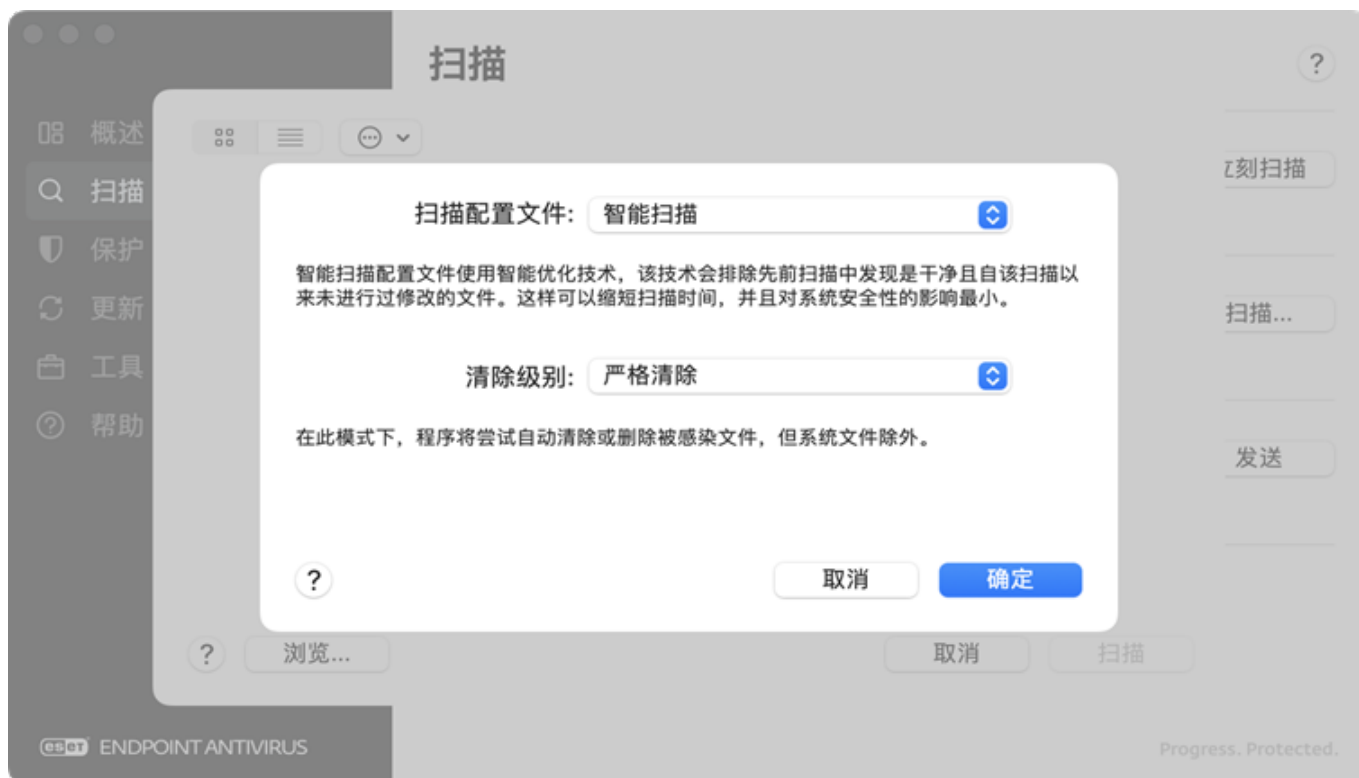 扫描
?
概述
扫描
保护
更新
工具
帮助
立刻扫描
扫描配置文件: 智能扫描
智能扫描配置文件使用智能优化技术，该技术会排除先前扫描中发现是干净且自该扫描以
来未进行过修改的文件。这样可以缩短扫描时间，并且对系统安全性的影响最小。
扫描...
清除级别: 严格清除
在此模式下，程序将尝试自动清除或删除被感染文件，但系统文件除外。
发送
? 取消 确定
? 浏览... 取消 扫描
eset ENDPOINT ANTIVIRUS
Progress. Protected.